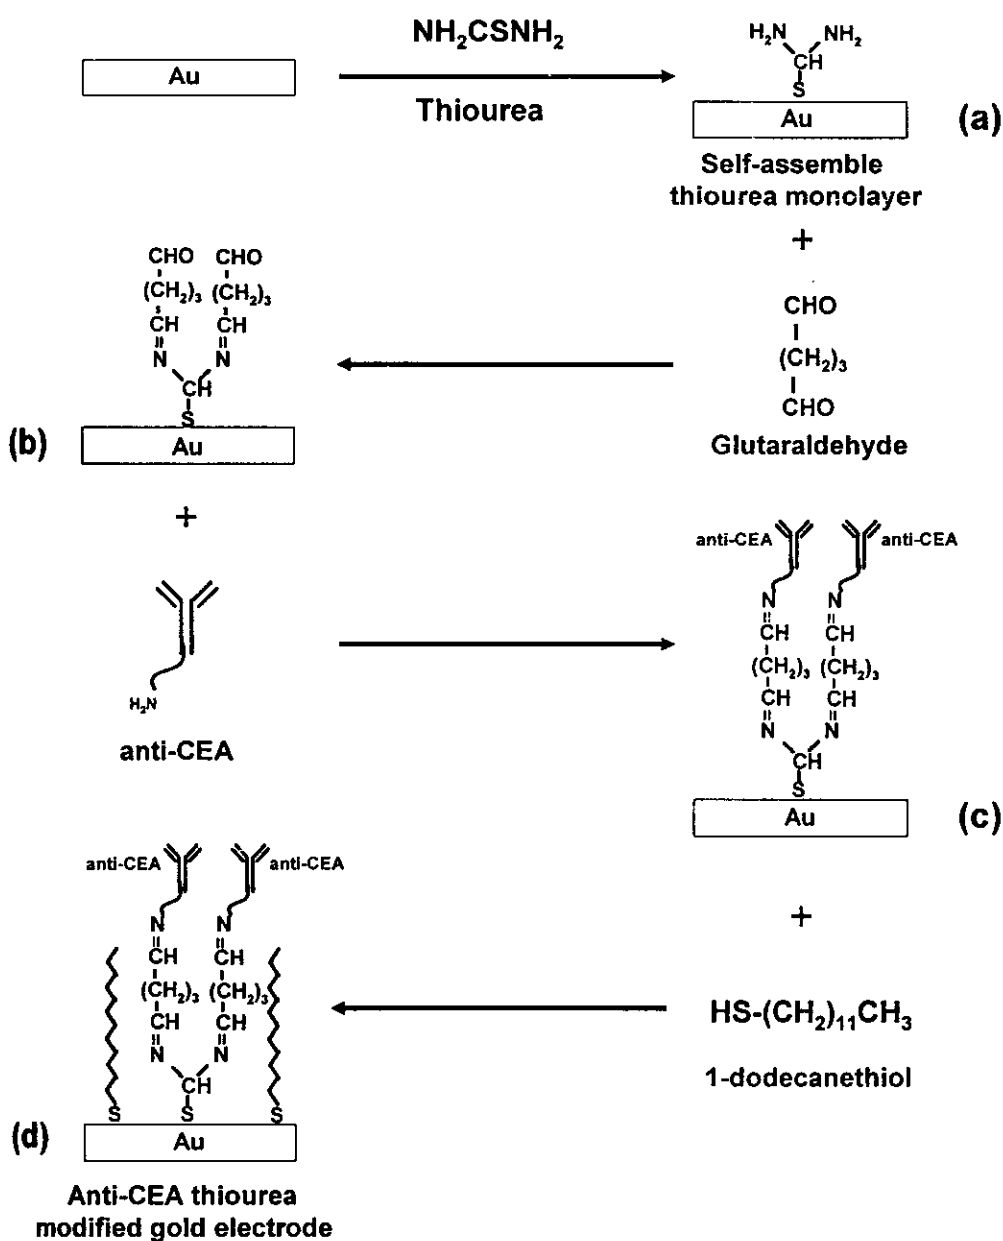 NH₂CSNH₂
Au
Thiourea
H₂N NH₂
CH
S
Au
(a)
Self-assemble
thiourea monolayer
+
CHO
(CH₂)₃
CHO
Glutaraldehyde
CHO CHO
(CH₂)₃ (CH₂)₃
CH CH
N N
CH
S
Au
(b)
+
H₂N
anti-CEA
anti-CEA anti-CEA
N N
CH CH
(CH₂)₃ (CH₂)₃
CH CH
N N
CH
S
Au
(c)
+
HS-(CH₂)₁₁CH₃
1-dodecanethiol
anti-CEA anti-CEA
N N
CH CH
(CH₂)₃ (CH₂)₃
CH CH
N N
CH
S S S
Au
(d)
Anti-CEA thiourea
modified gold electrode